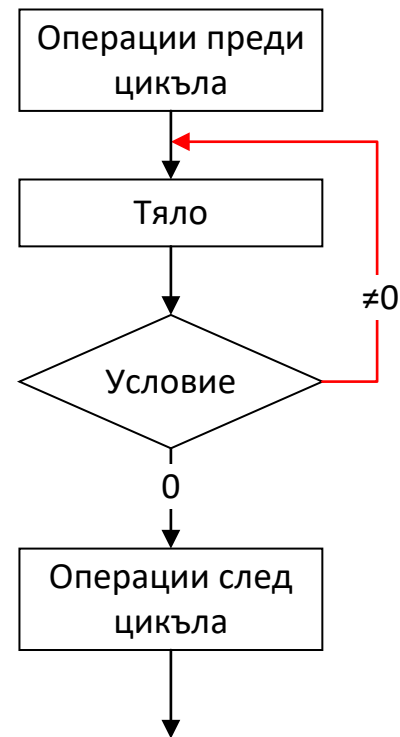 Операции преди
цикъла
Тяло
≠0
Условие
0
Операции след
цикъла